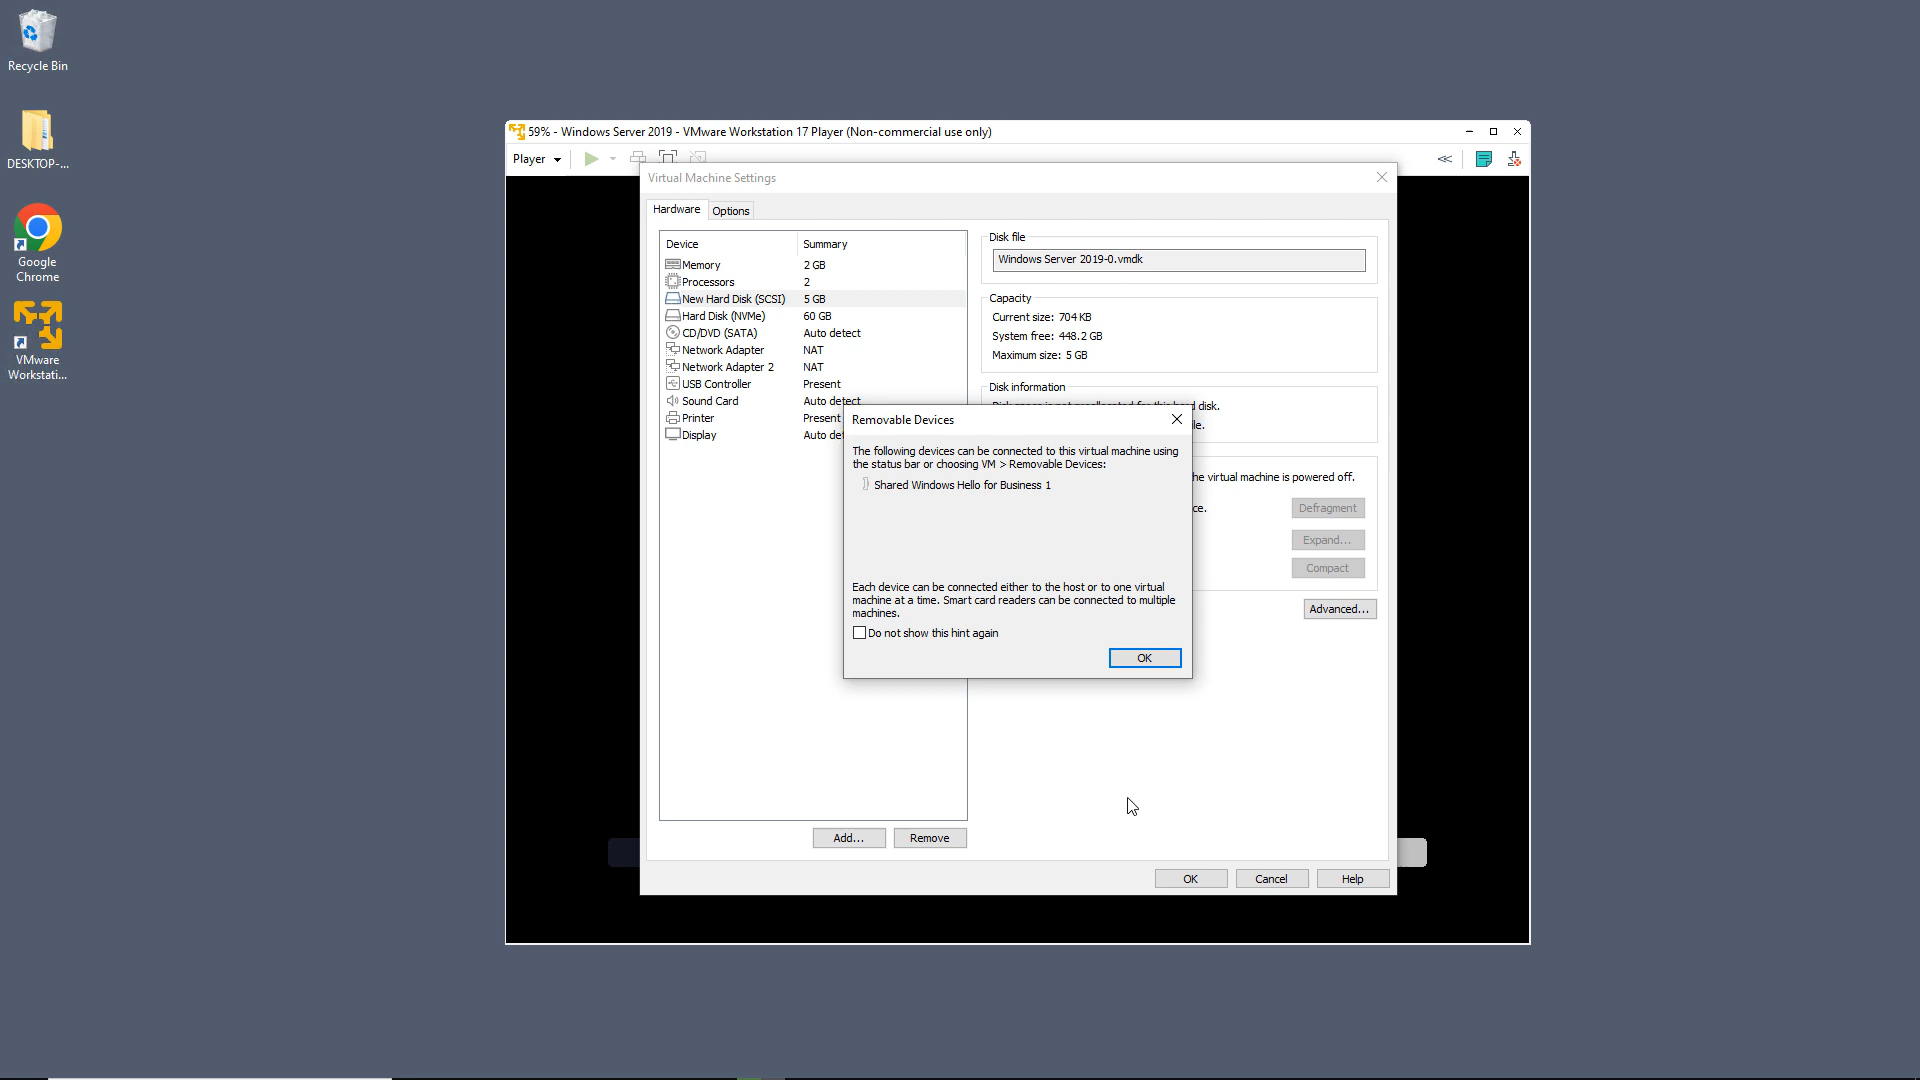 Recycle Bin
DESKTOP-...
Google
Chrome
VMware
Workstati...
59% - Windows Server 2019 - VMware Workstation 17 Player (Non-commercial use only)
Player
Virtual Machine Settings
Hardware
Options
Device Summary
Memory 2 GB
Processors 2
New Hard Disk (SCSI) 5 GB
Hard Disk (NVMe) 60 GB
CD/DVD (SATA) Auto detect
Network Adapter NAT
Network Adapter 2 NAT
USB Controller Present
Sound Card Auto detect
Printer Present
Display Auto det
Add...
Remove
Disk file
Windows Server 2019-0.vmdk
Capacity
Current size: 704 KB
System free: 448.2 GB
Maximum size: 5 GB
Disk information
disk.
le.
he virtual machine is powered off.
ce.
Defragment
Expand...
Compact
Advanced...
Removable Devices
The following devices can be connected to this virtual machine using
the status bar or choosing VM > Removable Devices:
Shared Windows Hello for Business 1
Each device can be connected either to the host or to one virtual
machine at a time. Smart card readers can be connected to multiple
machines.
Do not show this hint again
OK
OK
Cancel
Help